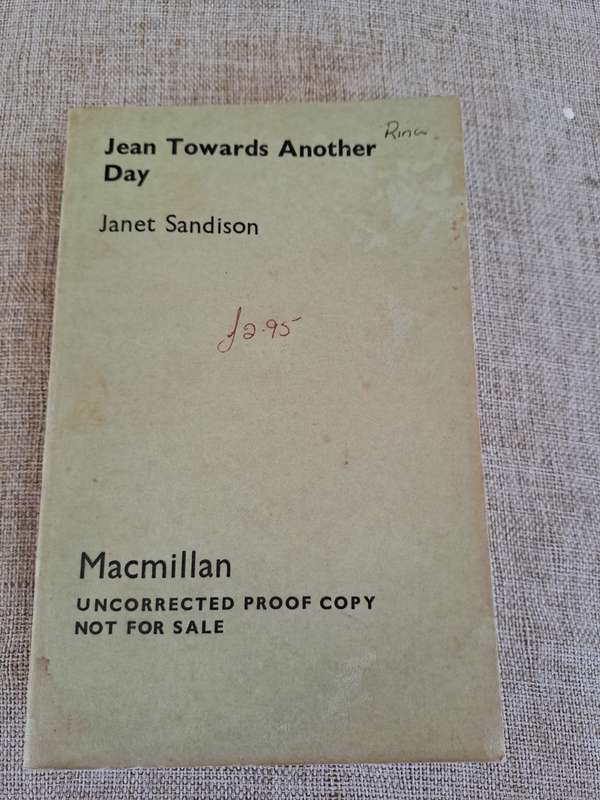 Rina
Jean Towards Another
Day
Janet Sandison
£2.95
Macmillan
UNCORRECTED PROOF COPY
NOT FOR SALE